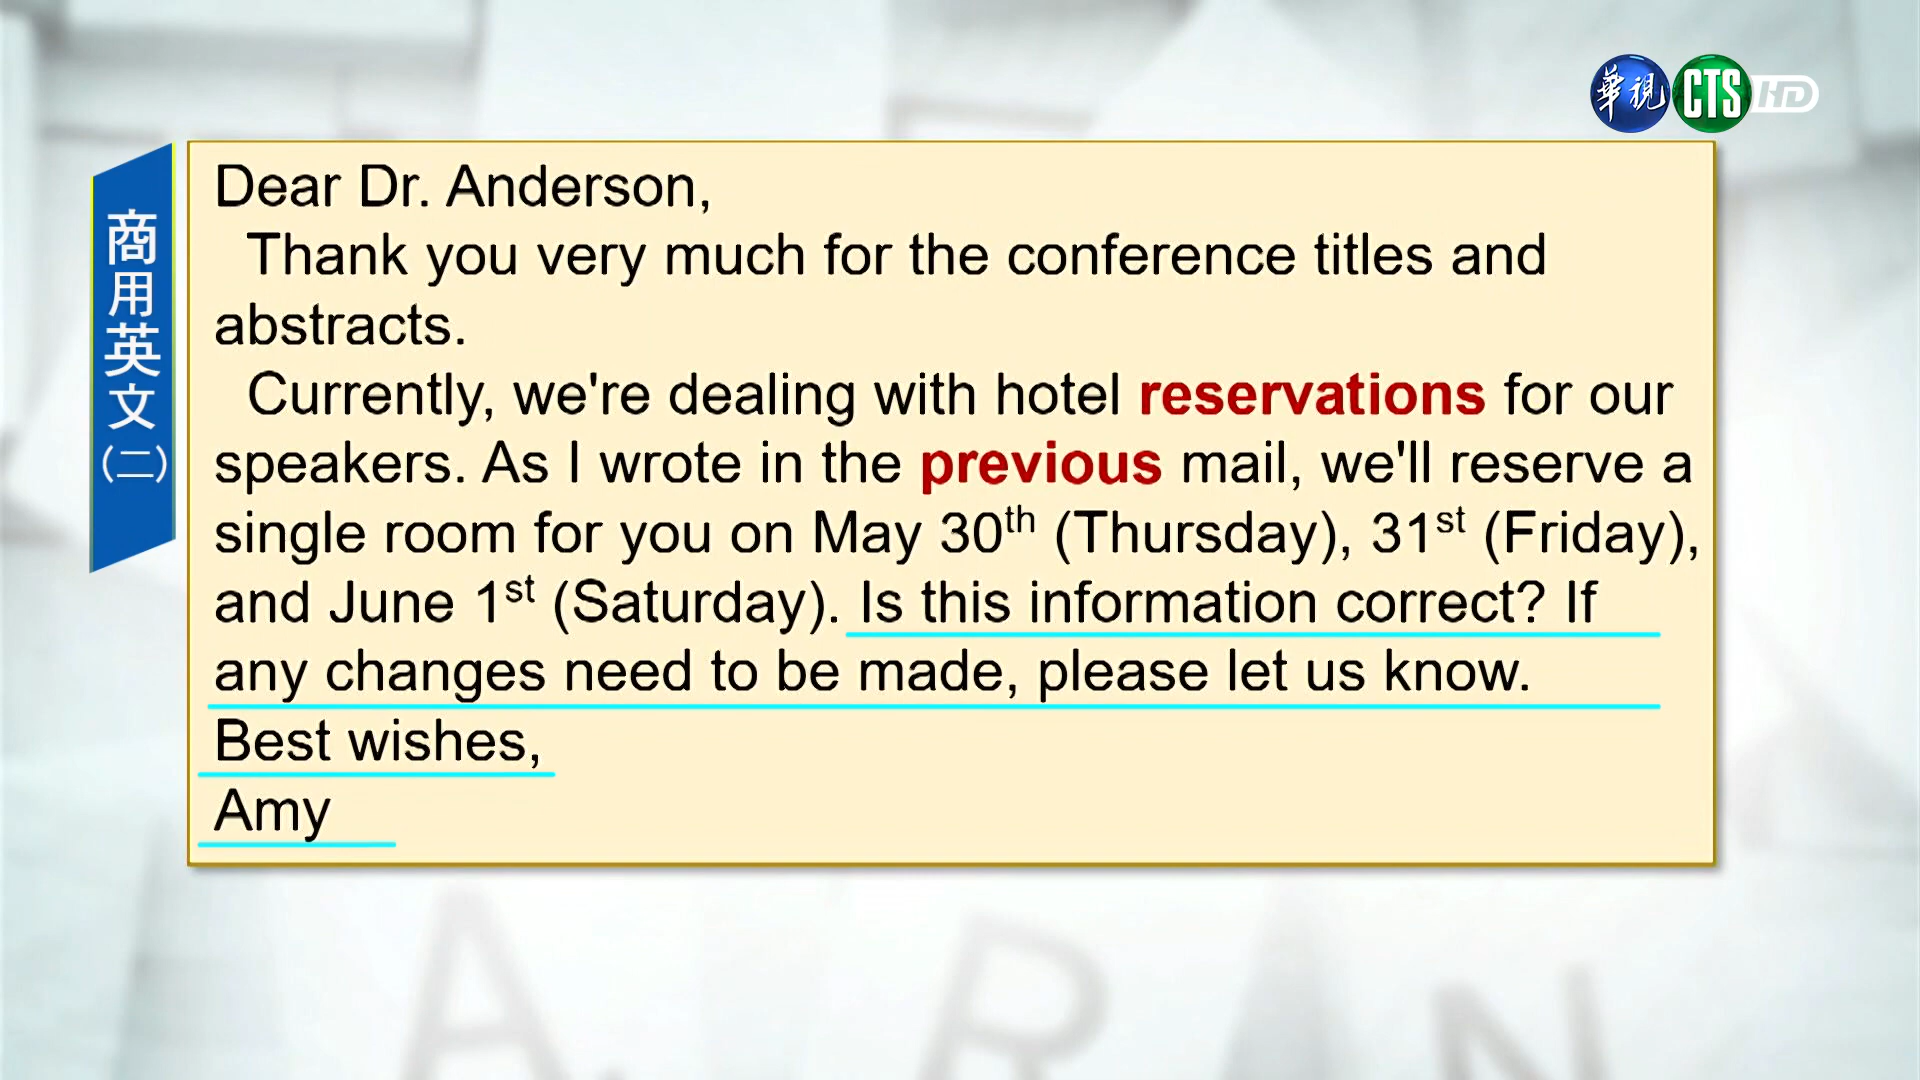 華視 CTS HD
商用英文(二)
Dear Dr. Anderson,
Thank you very much for the conference titles and
abstracts.
Currently, we're dealing with hotel reservations for our
speakers. As I wrote in the previous mail, we'll reserve a
single room for you on May 30th (Thursday), 31st (Friday),
and June 1st (Saturday). Is this information correct? If
any changes need to be made, please let us know.
Best wishes,
Amy
A R N